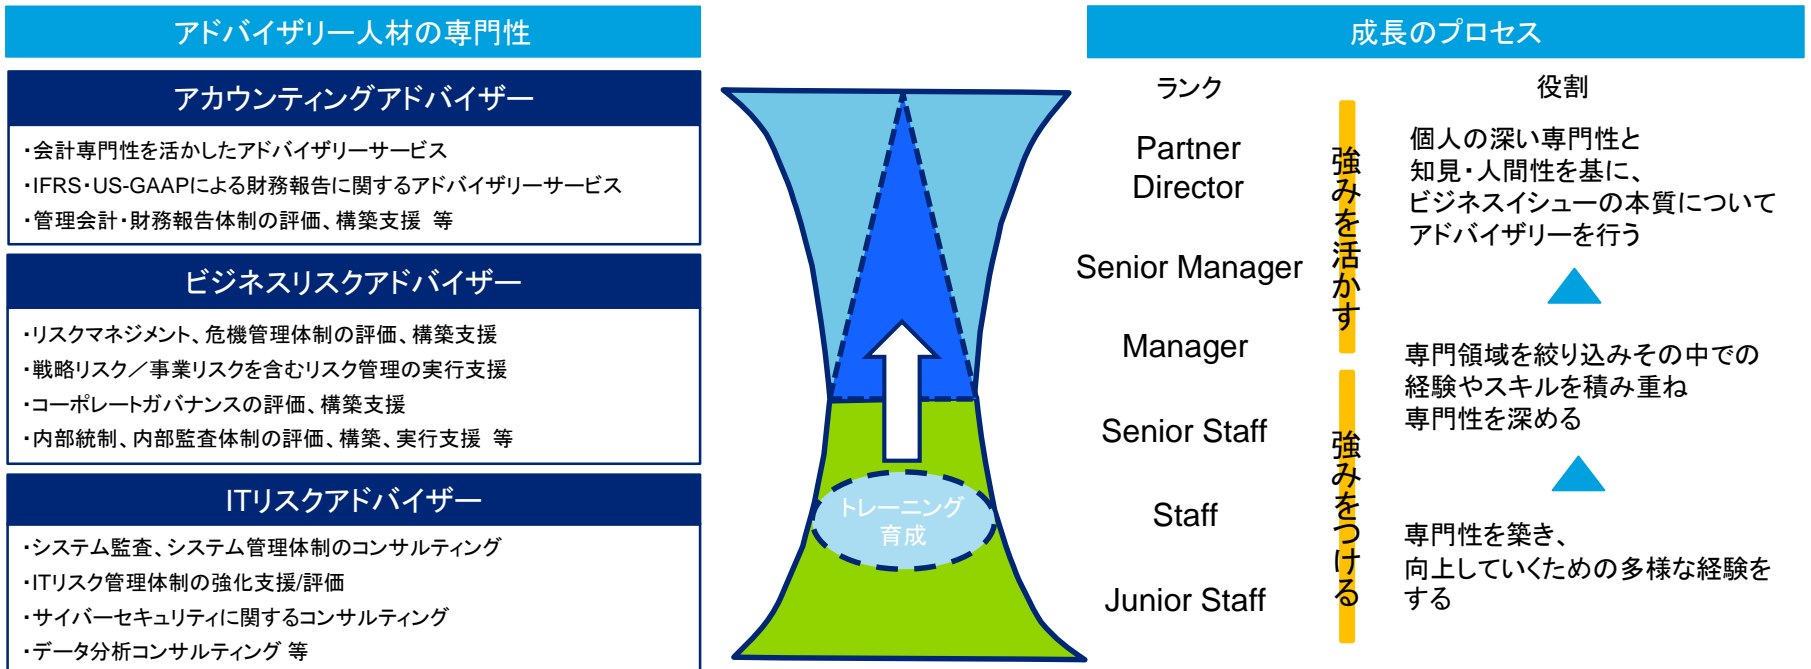 アドバイザリー人材の専門性
アカウンティングアドバイザー
・会計専門性を活かしたアドバイザリーサービス
・IFRS・US-GAAPによる財務報告に関するアドバイザリーサービス
・管理会計・財務報告体制の評価、構築支援 等
ビジネスリスクアドバイザー
・リスクマネジメント、危機管理体制の評価、構築支援
・戦略リスク／事業リスクを含むリスク管理の実行支援
・コーポレートガバナンスの評価、構築支援
・内部統制、内部監査体制の評価、構築、実行支援 等
ITリスクアドバイザー
・システム監査、システム管理体制のコンサルティング
・ITリスク管理体制の強化支援/評価
・サイバーセキュリティに関するコンサルティング
・データ分析コンサルティング 等
トレーニング
育成
成長のプロセス
ランク
Partner
Director
Senior Manager
Manager
Senior Staff
Staff
Junior Staff
強みを活かす
強みをつける
役割
個人の深い専門性と
知見・人間性を基に、
ビジネスイシューの本質について
アドバイザリーを行う
専門領域を絞り込みその中での
経験やスキルを積み重ね
専門性を深める
専門性を築き、
向上していくための多様な経験を
する